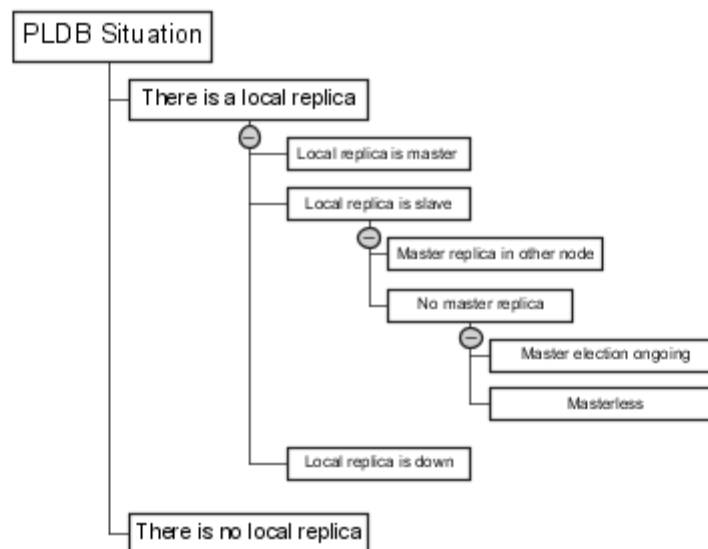 PLDB Situation
There is a local replica
Local replica is master
Local replica is slave
Master replica in other node
No master replica
Master election ongoing
Masterless
Local replica is down
There is no local replica